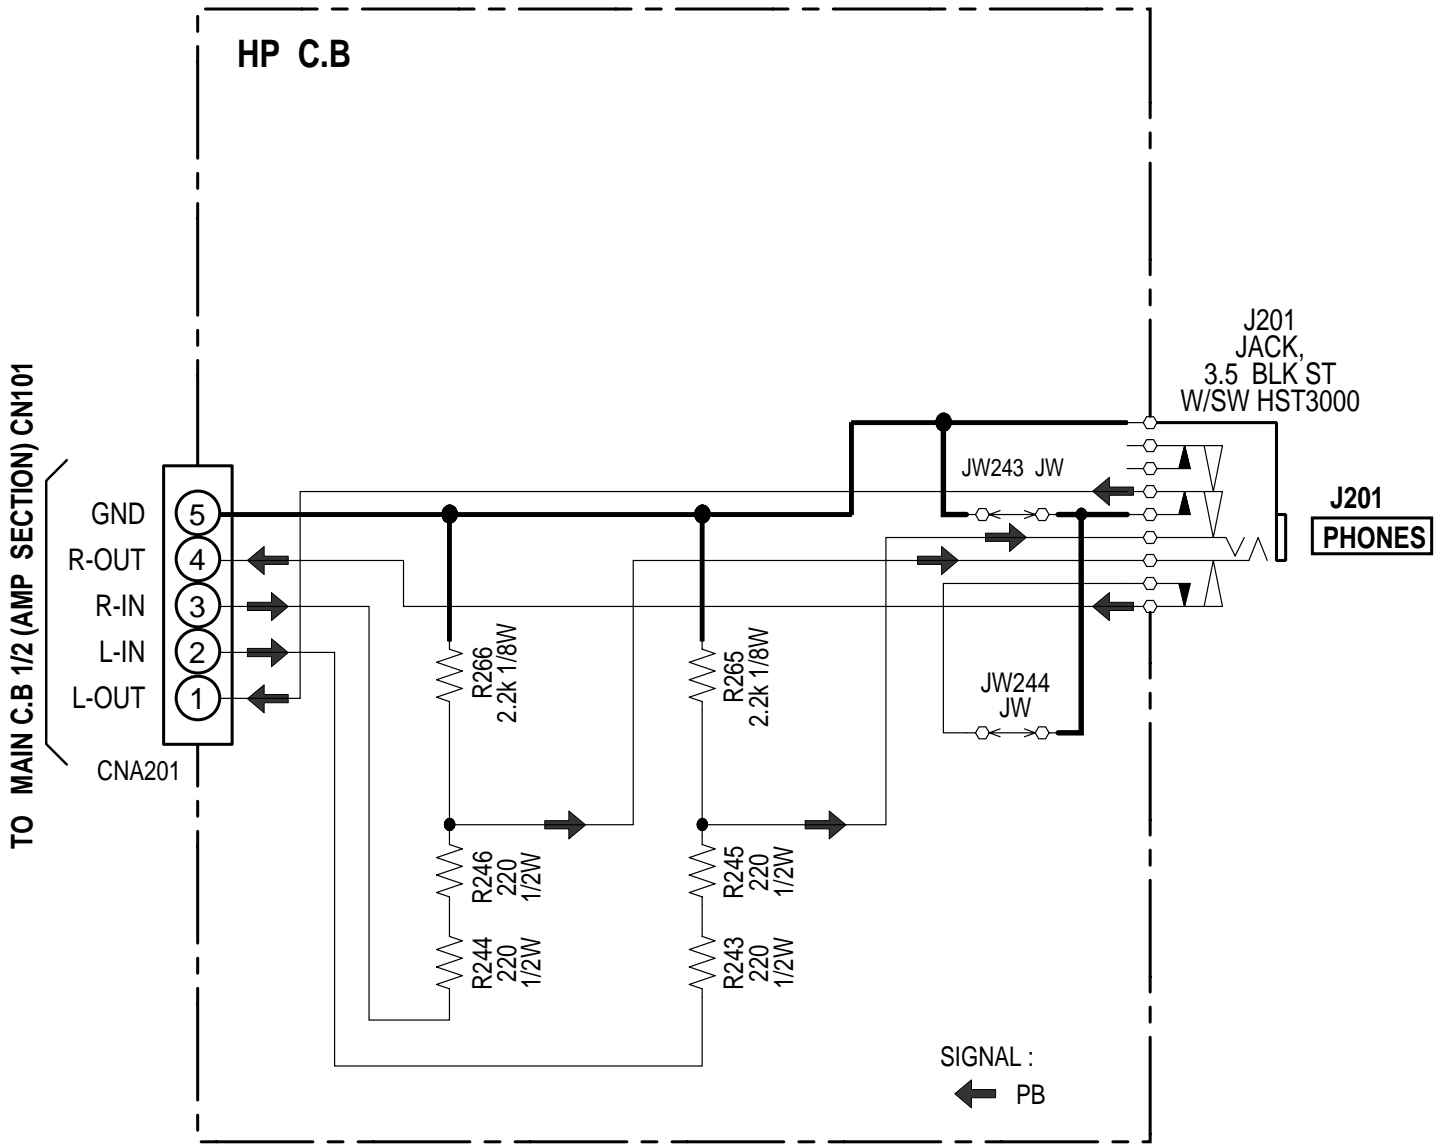 HP C.B
TO MAIN C.B 1/2 (AMP SECTION) CN101
GND
5
R-OUT
4
R-IN
3
L-IN
2
L-OUT
1
CNA201
R266
2.2k 1/8W
R265
2.2k 1/8W
R246
220
1/2W
R245
220
1/2W
R244
220
1/2W
R243
220
1/2W
JW243 JW
JW244
JW
J201
JACK,
3.5 BLK ST
W/SW HST3000
J201
PHONES
SIGNAL :
PB